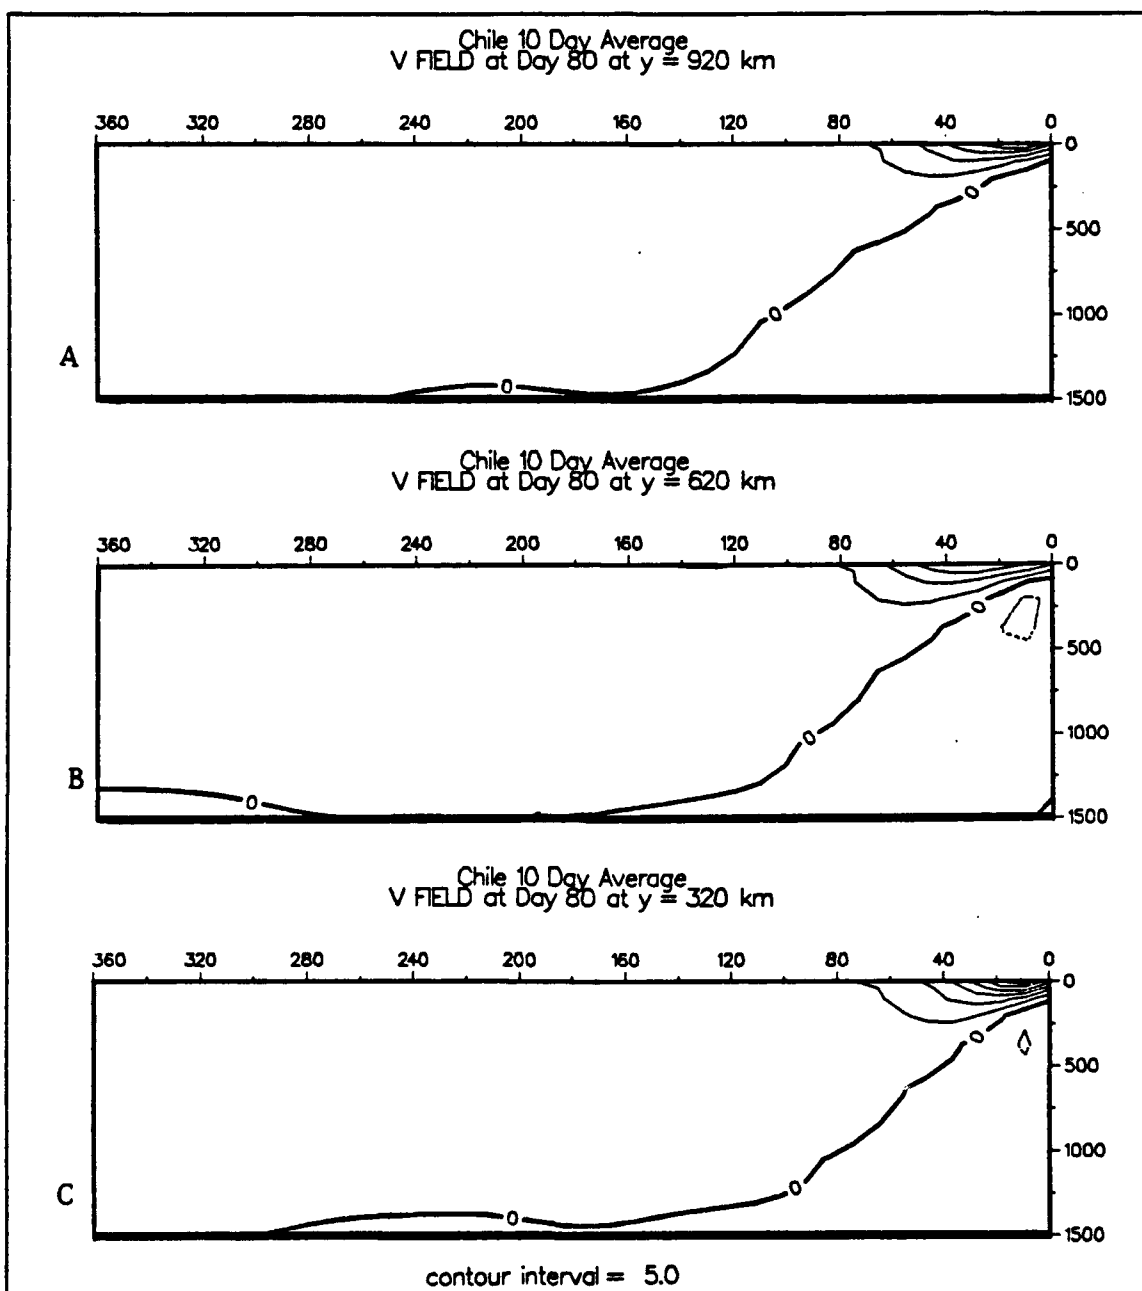 Chile 10 Day Average
V FIELD at Day 80 at y = 920 km
360 320 280 240 200 160 120 80 40 0
0
0
500
0
1000
A
0
1500
Chile 10 Day Average
V FIELD at Day 80 at y = 620 km
360 320 280 240 200 160 120 80 40 0
0
0
500
0
1000
B
0
1500
Chile 10 Day Average
V FIELD at Day 80 at y = 320 km
360 320 280 240 200 160 120 80 40 0
0
0
500
1000
C
0
0
1500
contour interval = 5.0